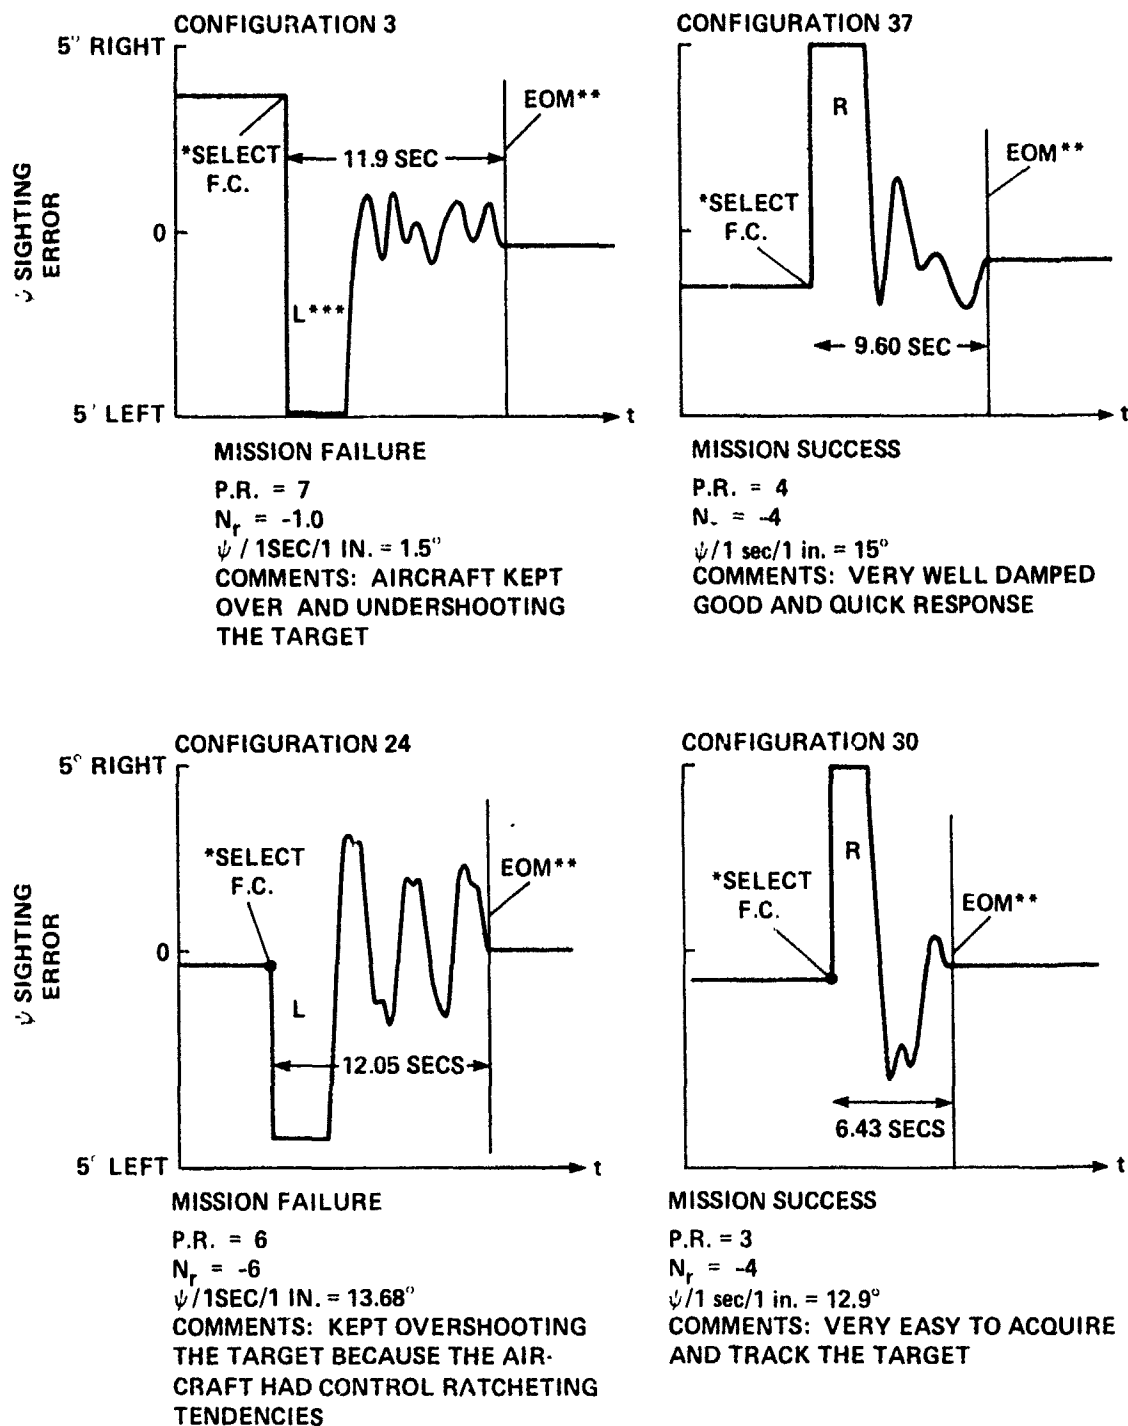 CONFIGURATION 3
5° RIGHT
*SELECT
F.C.
11.9 SEC
EOM**
0
ψ SIGHTING
ERROR
L***
5° LEFT
t
MISSION FAILURE
P.R. = 7
Nr = -1.0
ψ / 1SEC/1 IN. = 1.5°
COMMENTS: AIRCRAFT KEPT
OVER AND UNDERSHOOTING
THE TARGET
CONFIGURATION 37
R
*SELECT
F.C.
EOM**
9.60 SEC
t
MISSION SUCCESS
P.R. = 4
N = -4
ψ/1 sec/1 in. = 15°
COMMENTS: VERY WELL DAMPED
GOOD AND QUICK RESPONSE
CONFIGURATION 24
5° RIGHT
*SELECT
F.C.
EOM**
0
ψ SIGHTING
ERROR
L
12.05 SECS
5° LEFT
t
MISSION FAILURE
P.R. = 6
Nr = -6
ψ/1SEC/1 IN. = 13.68°
COMMENTS: KEPT OVERSHOOTING
THE TARGET BECAUSE THE AIR-
CRAFT HAD CONTROL RATCHETING
TENDENCIES
CONFIGURATION 30
R
*SELECT
F.C.
EOM**
6.43 SECS
t
MISSION SUCCESS
P.R. = 3
Nr = -4
ψ/1 sec/1 in. = 12.9°
COMMENTS: VERY EASY TO ACQUIRE
AND TRACK THE TARGET